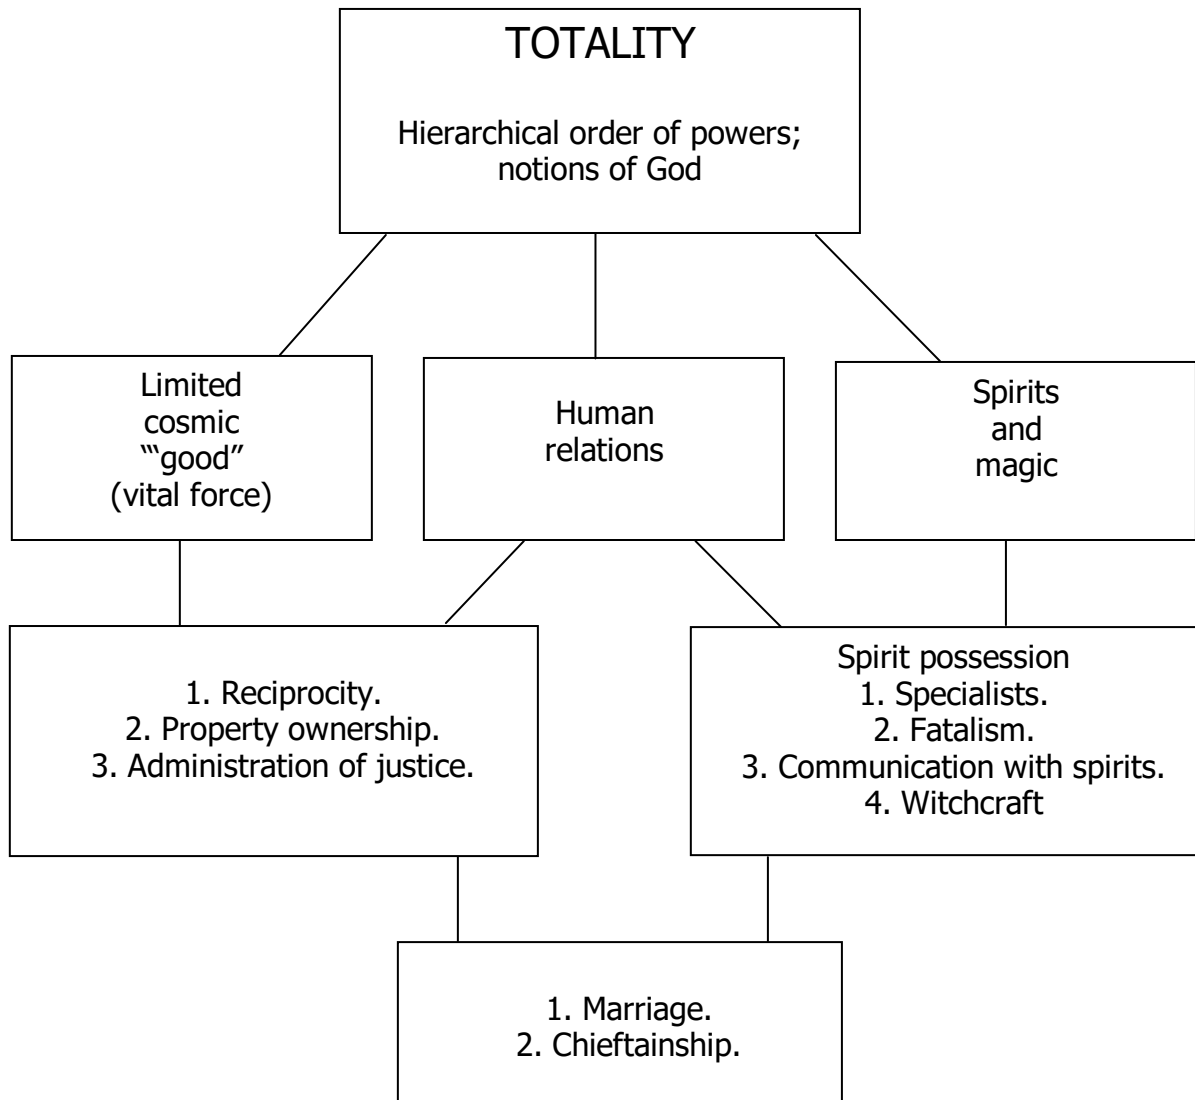 TOTALITY
Hierarchical order of powers;
notions of God
Limited
cosmic
“‘good”
(vital force)
Human
relations
Spirits
and
magic
1. Reciprocity.
2. Property ownership.
3. Administration of justice.
Spirit possession
1. Specialists.
2. Fatalism.
3. Communication with spirits.
4. Witchcraft
1. Marriage.
2. Chieftainship.